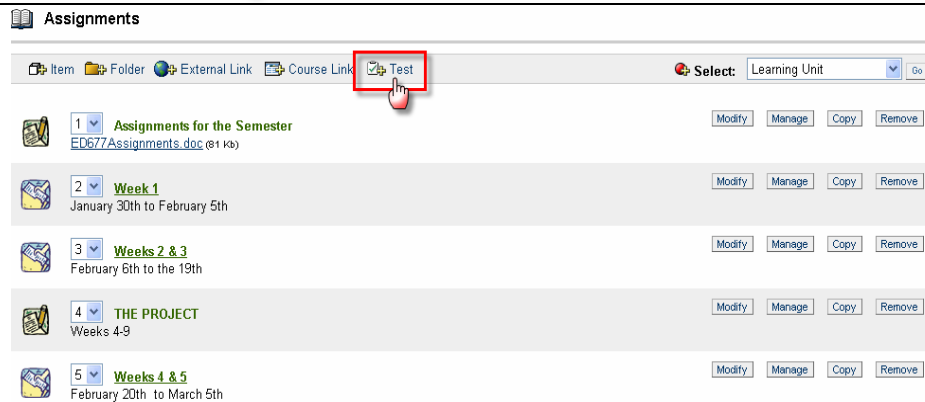 Assignments
Item Folder External Link Course Link Test Select: Learning Unit Go
1 Assignments for the Semester Modify Manage Copy Remove
ED677Assignments.doc (81 Kb)
2 Week 1 Modify Manage Copy Remove
January 30th to February 5th
3 Weeks 2 & 3 Modify Manage Copy Remove
February 6th to the 19th
4 THE PROJECT Modify Manage Copy Remove
Weeks 4-9
5 Weeks 4 & 5 Modify Manage Copy Remove
February 20th to March 5th